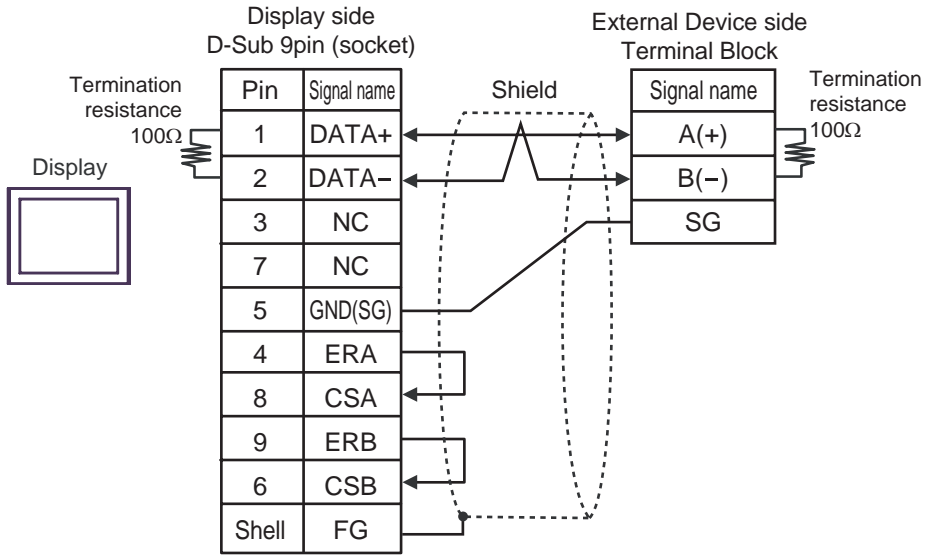 Display side
D-Sub 9pin (socket)
External Device side
Terminal Block
Termination
resistance
100Ω
Display
Pin Signal name
1 DATA+
2 DATA−
3 NC
7 NC
5 GND(SG)
4 ERA
8 CSA
9 ERB
6 CSB
Shell FG
Shield
Signal name
A(+)
B(−)
SG
Termination
resistance
100Ω